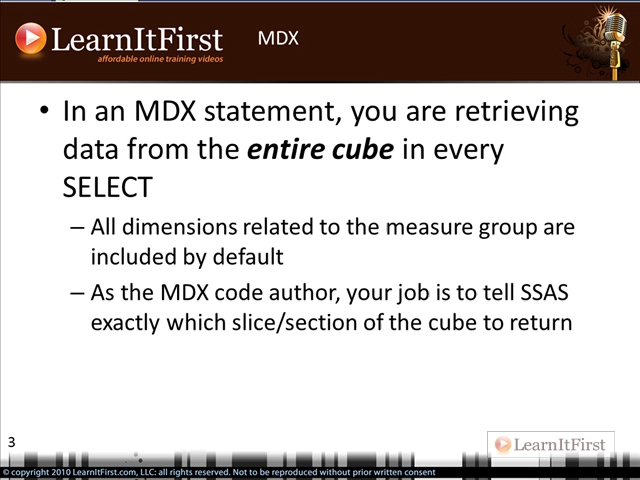 LearnItFirst
affordable online training videos
MDX
• In an MDX statement, you are retrieving
data from the entire cube in every
SELECT
– All dimensions related to the measure group are
included by default
– As the MDX code author, your job is to tell SSAS
exactly which slice/section of the cube to return
3
LearnItFirst
© copyright 2010 LearnItFirst.com, LLC: all rights reserved. Not to be reproduced without prior written consent